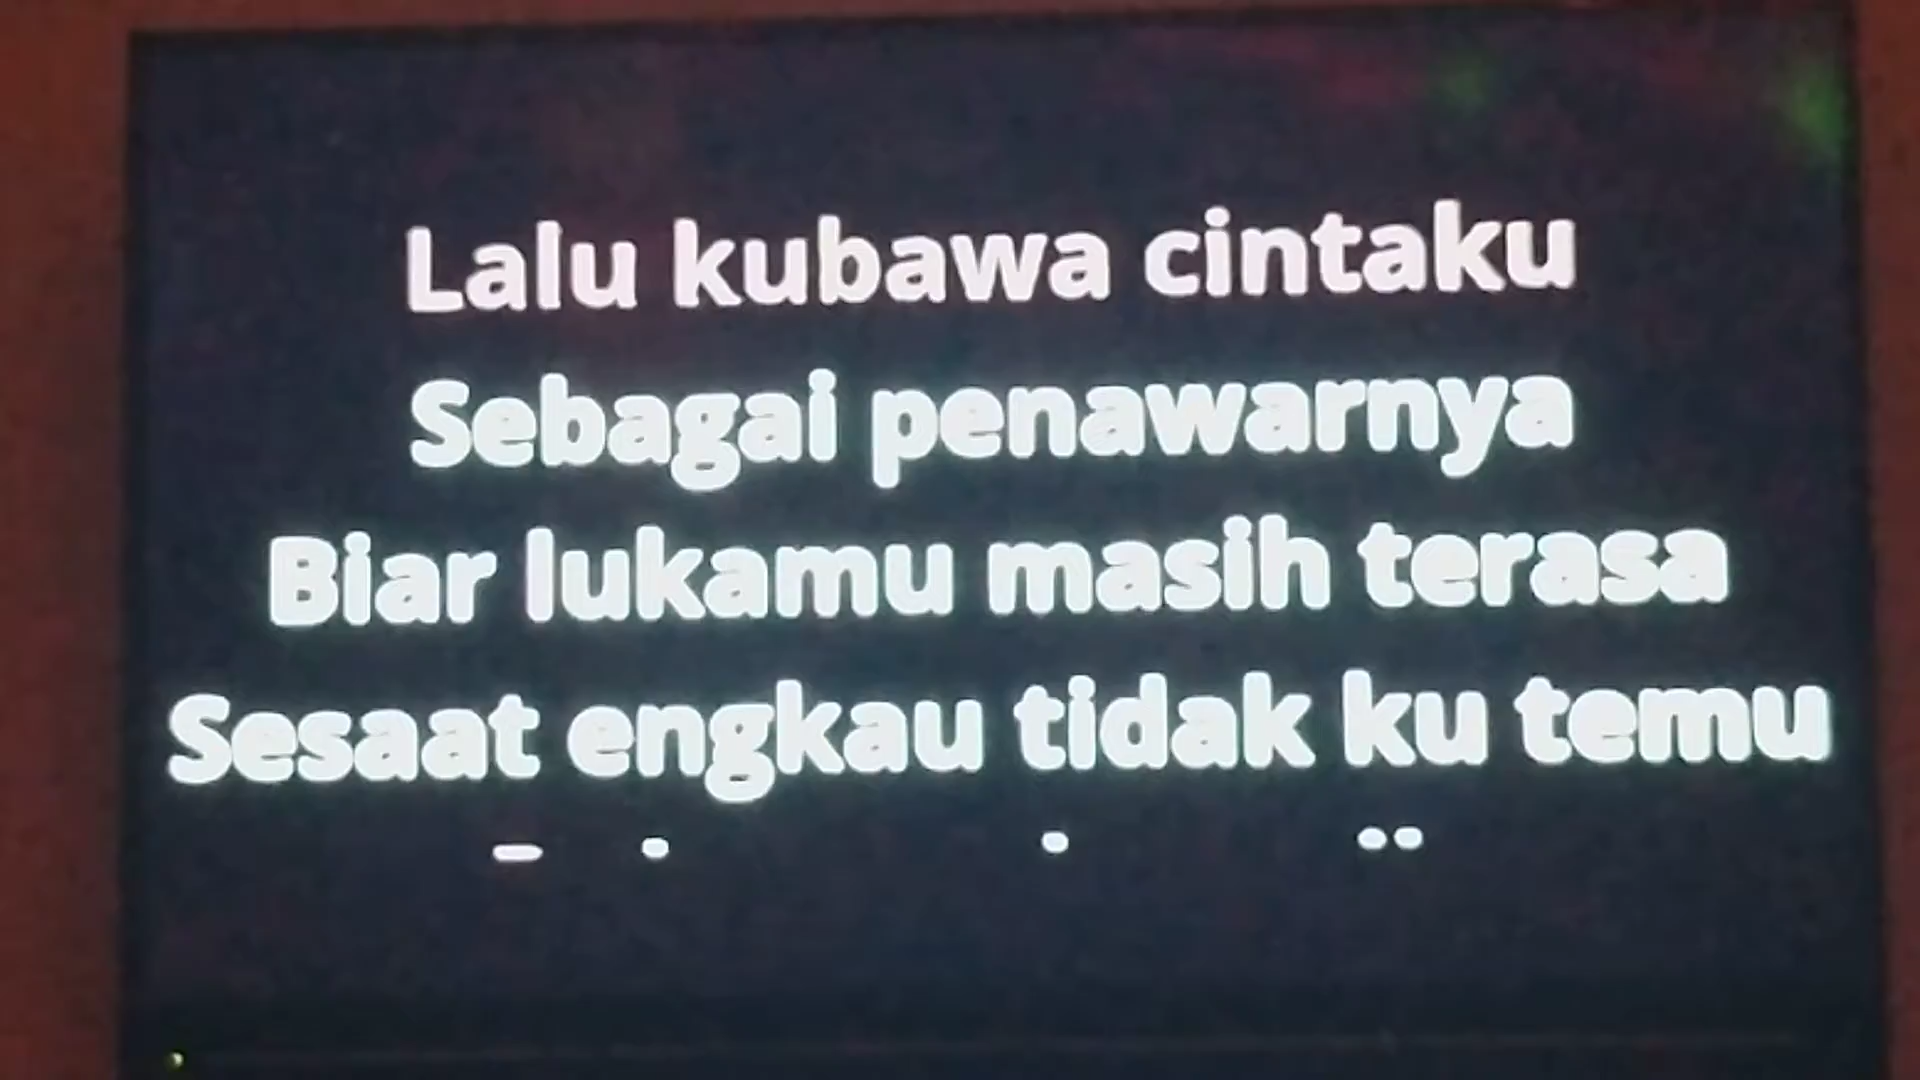 Lalu kubawa cintaku
Sebagai penawarnya
Biar lukamu masih terasa
Sesaat engkau tidak ku temu